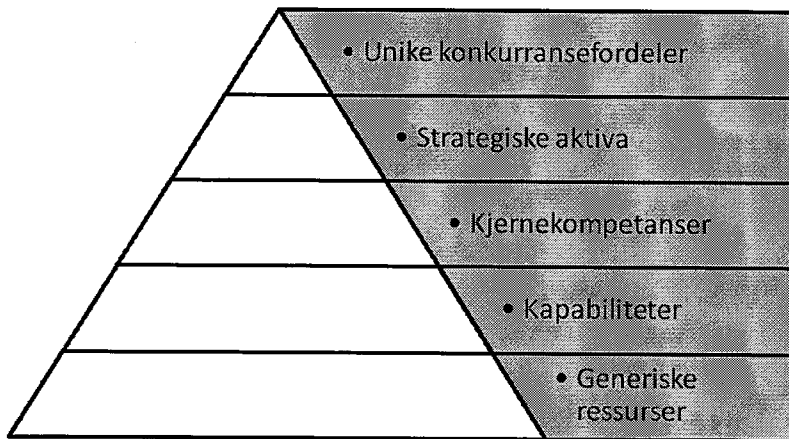 • Unike konkurransefordeler
• Strategiske aktiva
• Kjernekompetanser
• Kapabiliteter
• Generiske
ressurser